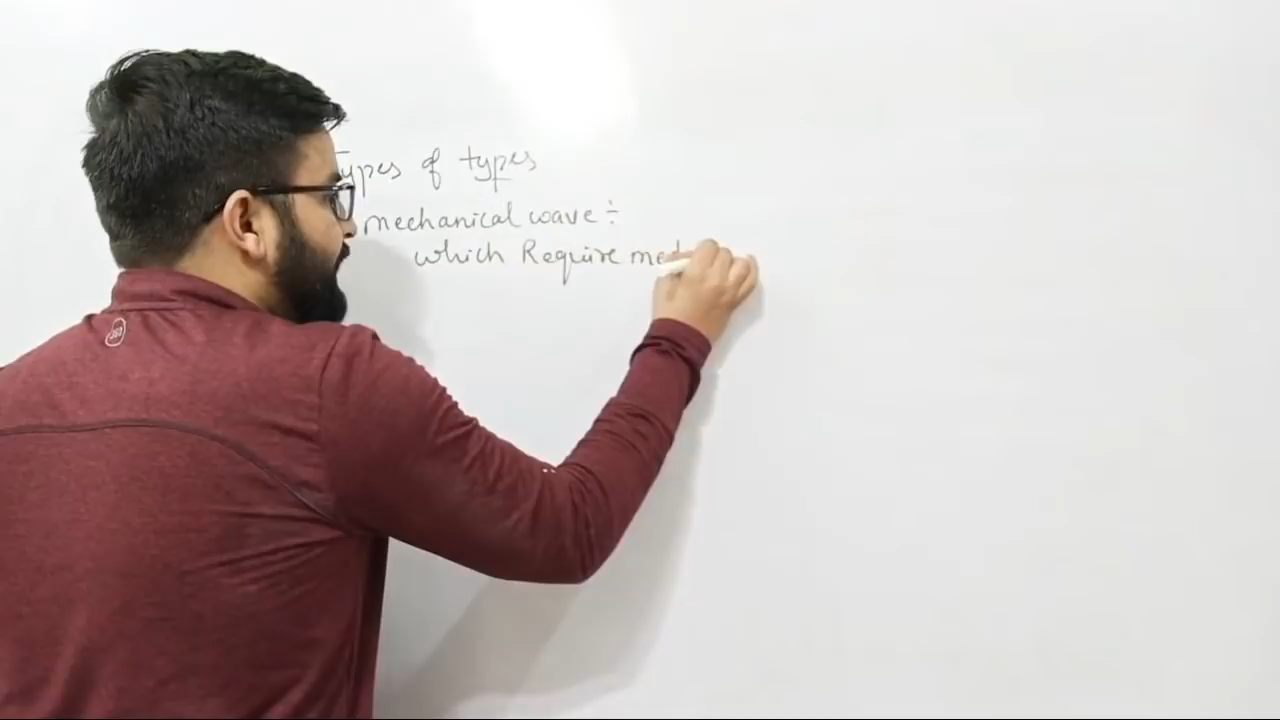 Types of types
mechanical wave ÷
which Require med